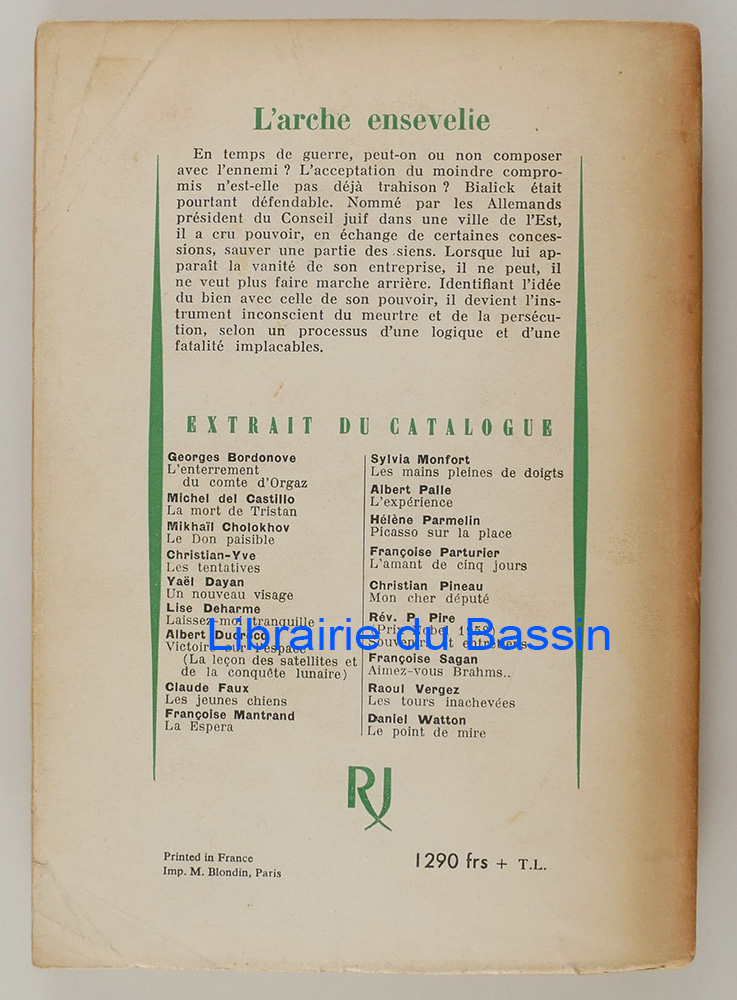 L'arche ensevelie
En temps de guerre, peut-on ou non composer
avec l'ennemi ? L'acceptation du moindre compro-
mis n'est-elle pas déjà trahison ? Bialick était
pourtant défendable. Nommé par les Allemands
président du Conseil juif dans une ville de l'Est,
il a cru pouvoir, en échange de certaines conces-
sions, sauver une partie des siens. Lorsque lui ap-
paraît la vanité de son entreprise, il ne peut, il
ne veut plus faire marche arrière. Identifiant l'idée
du bien avec celle de son pouvoir, il devient l'ins-
trument inconscient du meurtre et de la persécu-
tion, selon un processus d'une logique et d'une
fatalité implacables.
EXTRAIT DU CATALOGUE
Georges Bordonove
L'enterrement
du comte d'Orgaz
Michel del Castillo
La mort de Tristan
Mikhaïl Cholokhov
Le Don paisible
Christian-Yve
Les tentatives
Yaël Dayan
Un nouveau visage
Lise Deharme
Laissez-moi tranquille
Albert Ducrocq
Victoire sur l'espace
(La leçon des satellites et
de la conquête lunaire)
Claude Faux
Les jeunes chiens
Françoise Mantrand
La Espera
Sylvia Monfort
Les mains pleines de doigts
Albert Palle
L'expérience
Hélène Parmelin
Picasso sur la place
Françoise Parturier
L'amant de cinq jours
Christian Pineau
Mon cher député
Rév. P. Pire
(Prix Nobel 1958)
Souvenirs et entretiens
Françoise Sagan
Aimez-vous Brahms..
Raoul Vergez
Les tours inachevées
Daniel Watton
Le point de mire
Librairie du Bassin
RJ
Printed in France
Imp. M. Blondin, Paris
1290 frs + T.L.